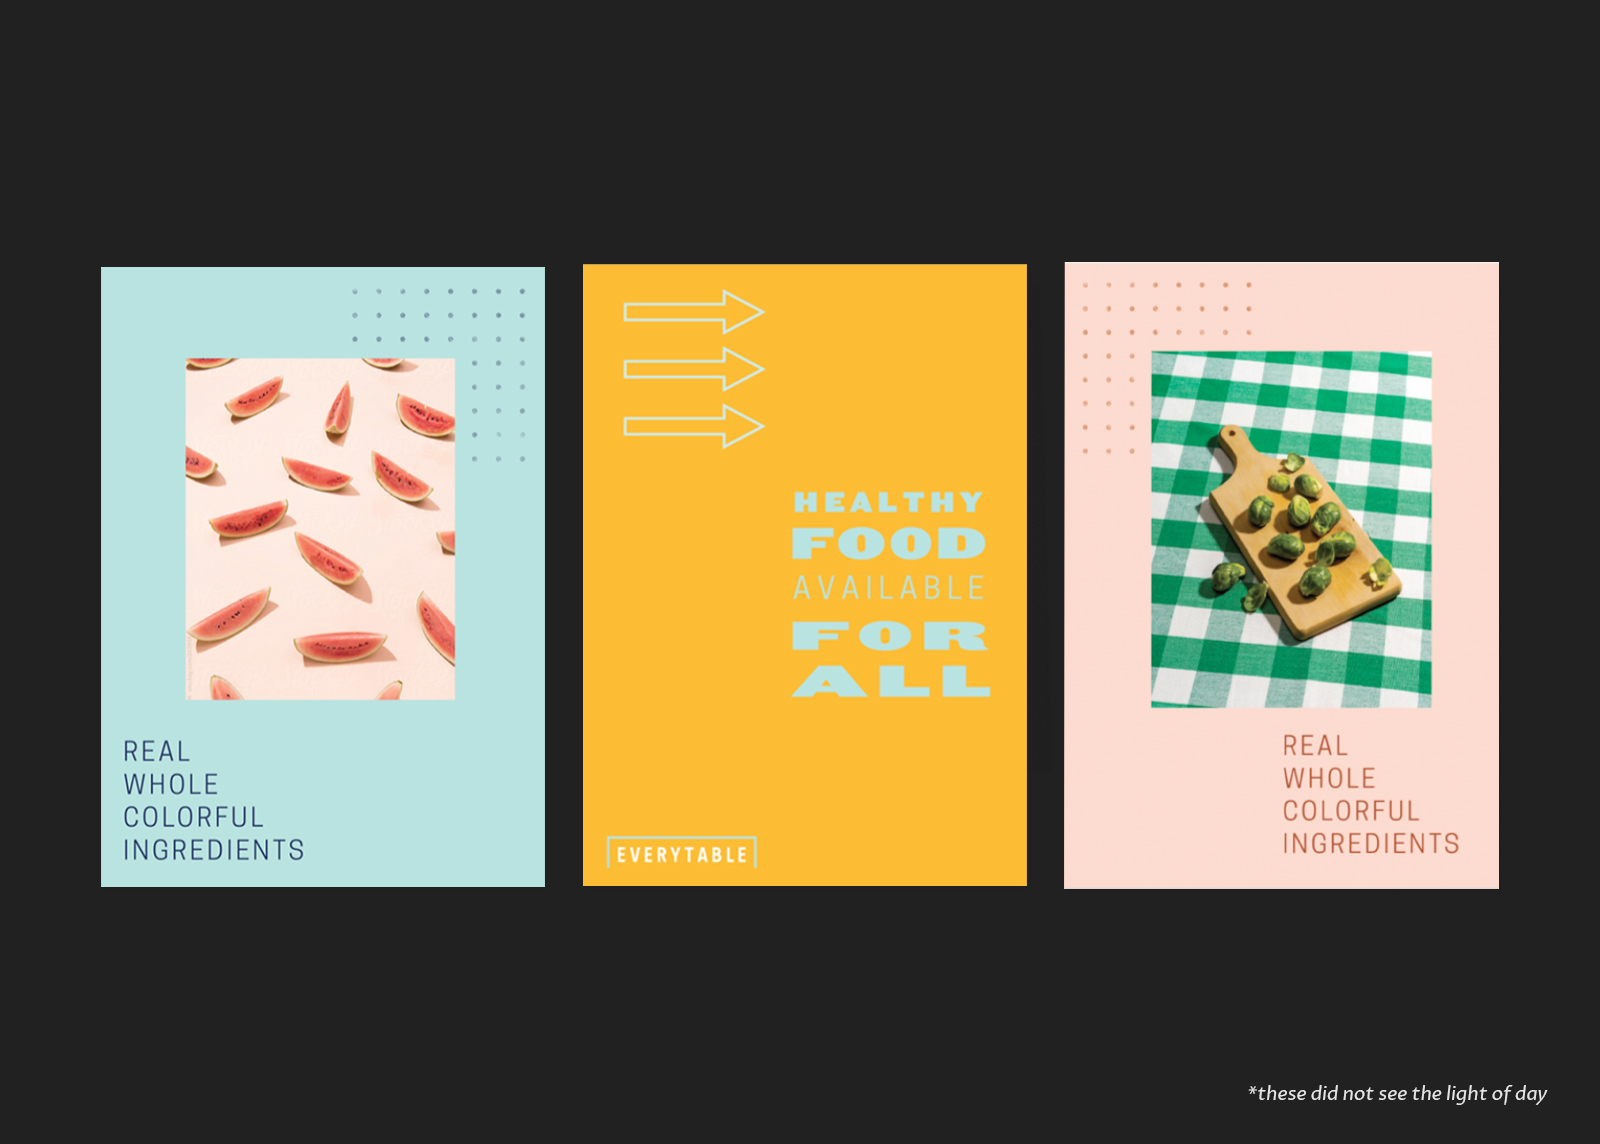 REAL
WHOLE
COLORFUL
INGREDIENTS
HEALTHY
FOOD
AVAILABLE
FOR
ALL
EVERYTABLE
REAL
WHOLE
COLORFUL
INGREDIENTS
*these did not see the light of day